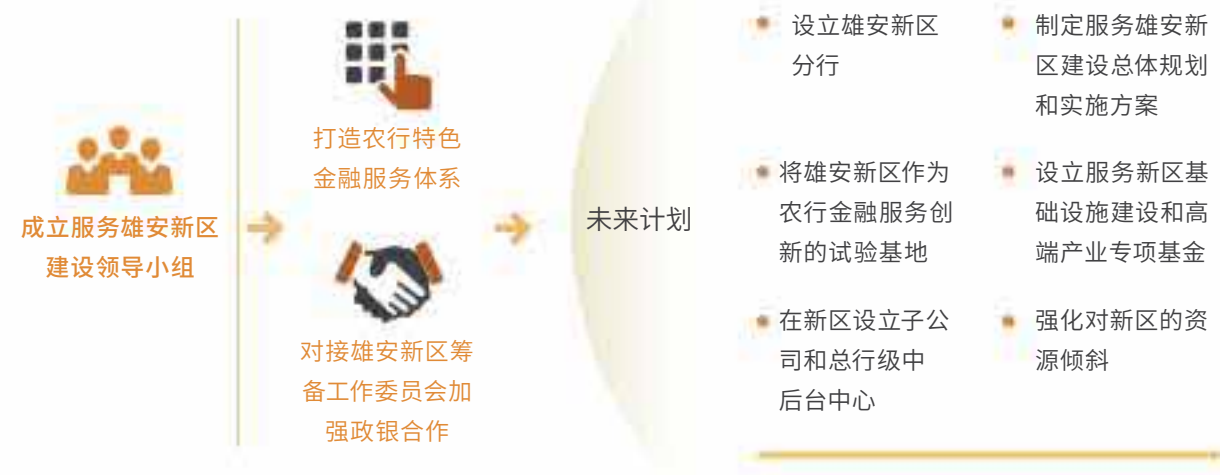 成立服务雄安新区
建设领导小组
打造农行特色
金融服务体系
对接雄安新区筹
备工作委员会加
强政银合作
未来计划
设立雄安新区
分行
制定服务雄安新
区建设总体规划
和实施方案
将雄安新区作为
农行金融服务创
新的试验基地
设立服务新区基
础设施建设和高
端产业专项基金
在新区设立子公
司和总行级中
后台中心
强化对新区的资
源倾斜